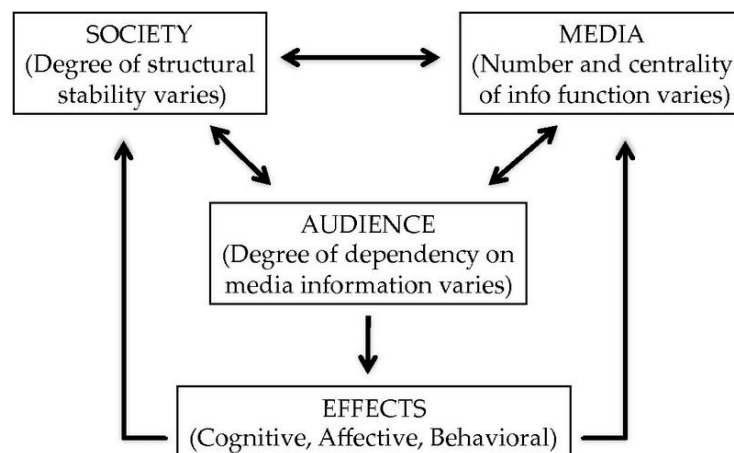 SOCIETY
(Degree of structural
stability varies)
MEDIA
(Number and centrality
of info function varies)
AUDIENCE
(Degree of dependency on
media information varies)
EFFECTS
(Cognitive, Affective, Behavioral)